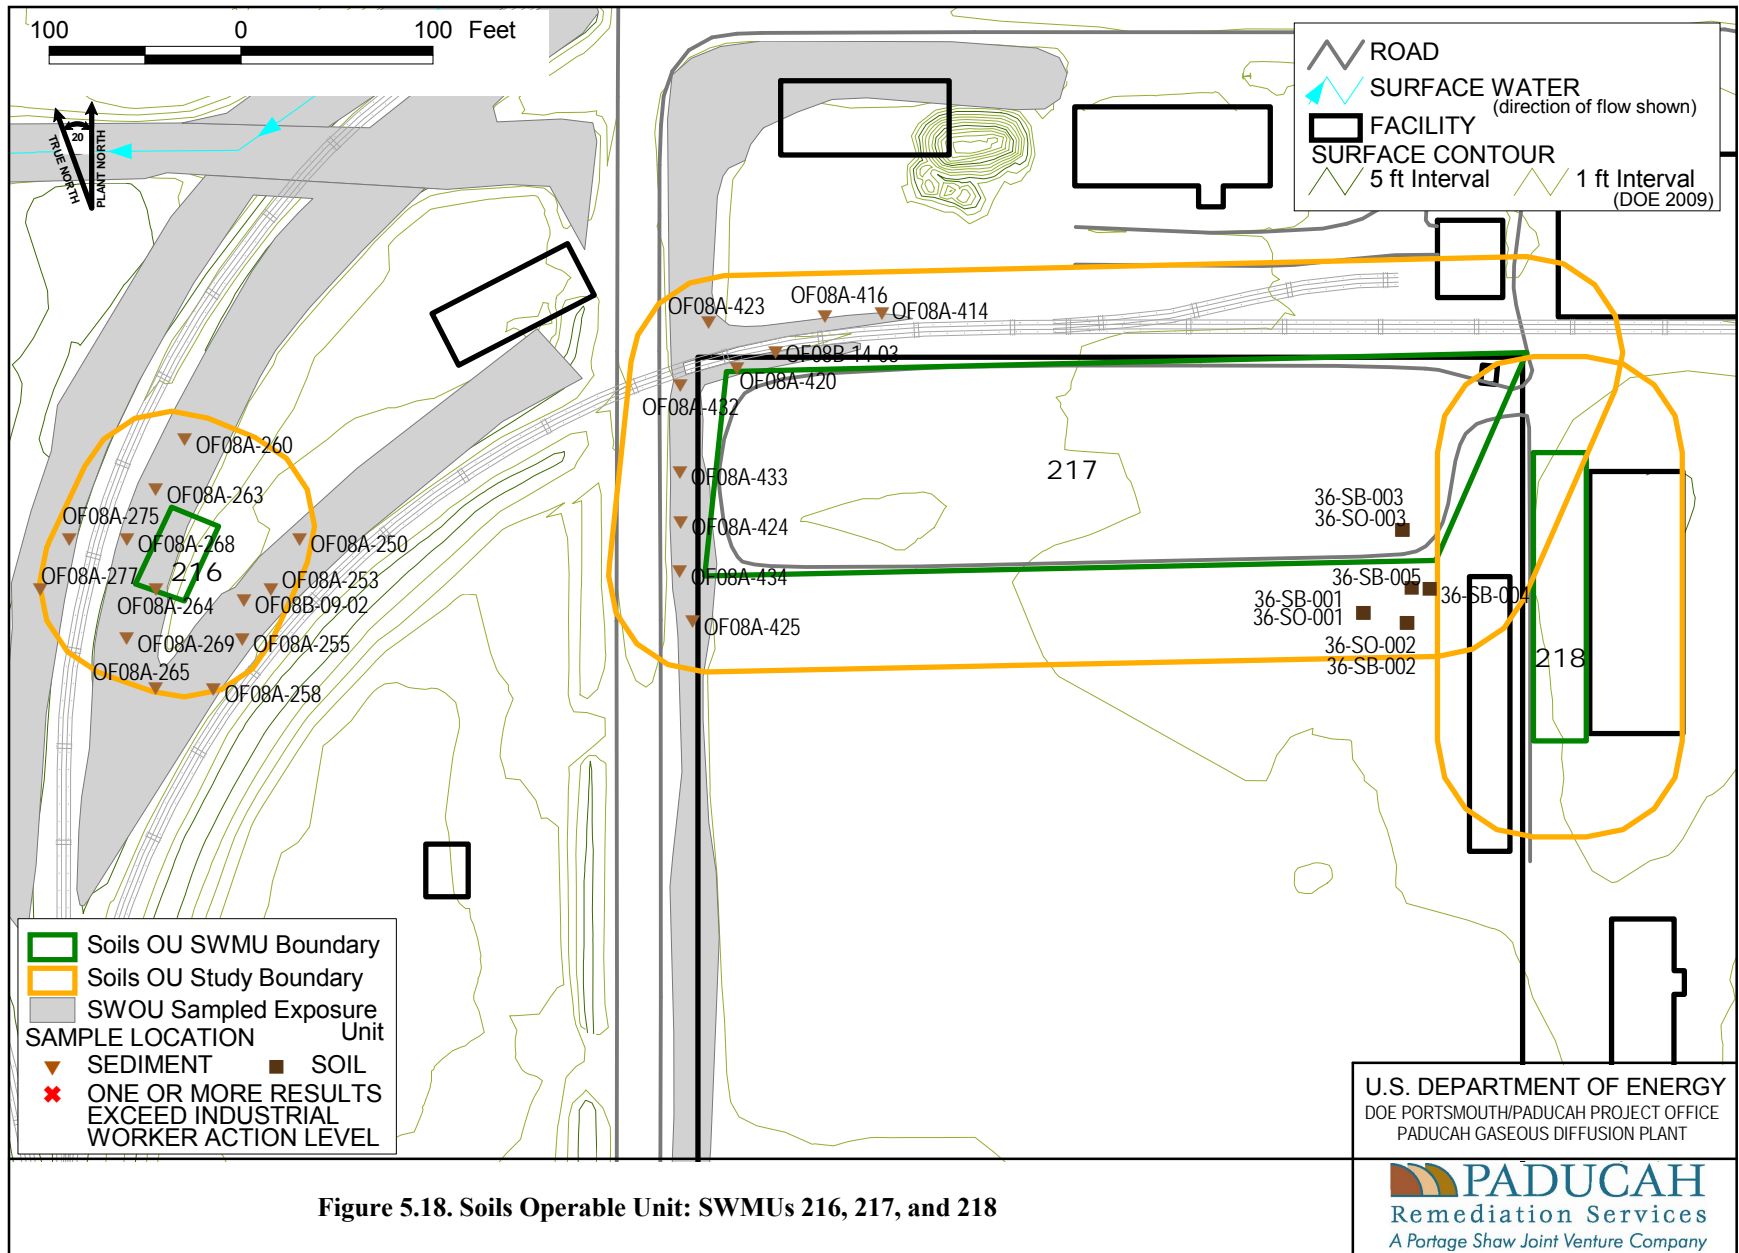 100 0 100 Feet
20
TRUE NORTH
PLANT NORTH
ROAD
SURFACE WATER
(direction of flow shown)
FACILITY
SURFACE CONTOUR
5 ft Interval 1 ft Interval
(DOE 2009)
OF08A-423
OF08A-416
OF08A-414
OF08B-14-03
OF08A-420
OF08A-432
OF08A-433
OF08A-424
OF08A-434
OF08A-425
217
36-SB-003
36-SO-003
36-SB-005
36-SB-004
36-SB-001
36-SO-001
36-SO-002
36-SB-002
218
OF08A-260
OF08A-263
OF08A-275
OF08A-268
OF08A-250
OF08A-277
216
OF08A-253
OF08A-264
OF08B-09-02
OF08A-269
OF08A-255
OF08A-265
OF08A-258
Soils OU SWMU Boundary
Soils OU Study Boundary
SWOU Sampled Exposure
Unit
SAMPLE LOCATION
SEDIMENT SOIL
ONE OR MORE RESULTS
EXCEED INDUSTRIAL
WORKER ACTION LEVEL
U.S. DEPARTMENT OF ENERGY
DOE PORTSMOUTH/PADUCAH PROJECT OFFICE
PADUCAH GASEOUS DIFFUSION PLANT
PADUCAH
Remediation Services
A Portage Shaw Joint Venture Company
Figure 5.18. Soils Operable Unit: SWMUs 216, 217, and 218